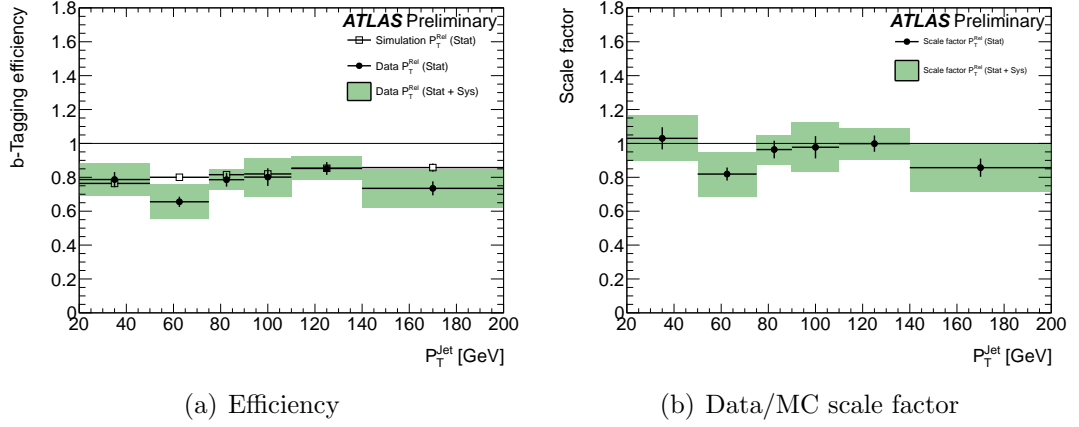 ATLAS Preliminary
Simulation P_T^Rel (Stat)
Data P_T^Rel (Stat)
Data P_T^Rel (Stat + Sys)
b-Tagging efficiency
1.8
1.6
1.4
1.2
1
0.8
0.6
0.4
0.2
0
20 40 60 80 100 120 140 160 180 200
P_T^Jet [GeV]
(a) Efficiency
ATLAS Preliminary
Scale factor P_T^Rel (Stat)
Scale factor P_T^Rel (Stat + Sys)
Scale factor
1.8
1.6
1.4
1.2
1
0.8
0.6
0.4
0.2
0
20 40 60 80 100 120 140 160 180 200
P_T^Jet [GeV]
(b) Data/MC scale factor